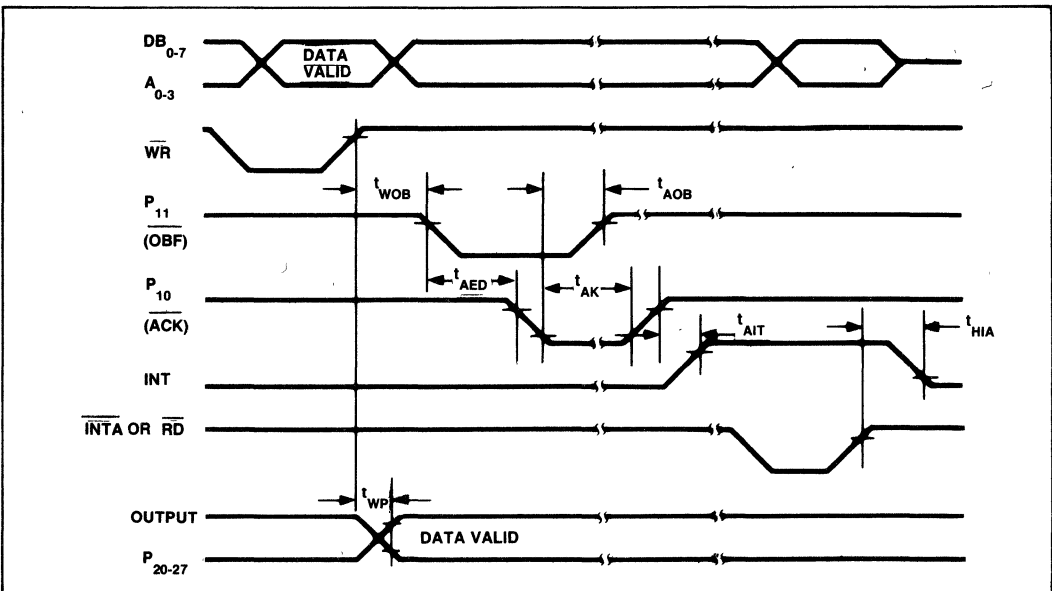 DB0-7
DATA
VALID
A0-3
WR
tWOB
tAOB
P11
(OBF)
tAED
tAK
P10
(ACK)
tAIT
tHIA
INT
INTA OR RD
tWP
OUTPUT
DATA VALID
P20-27